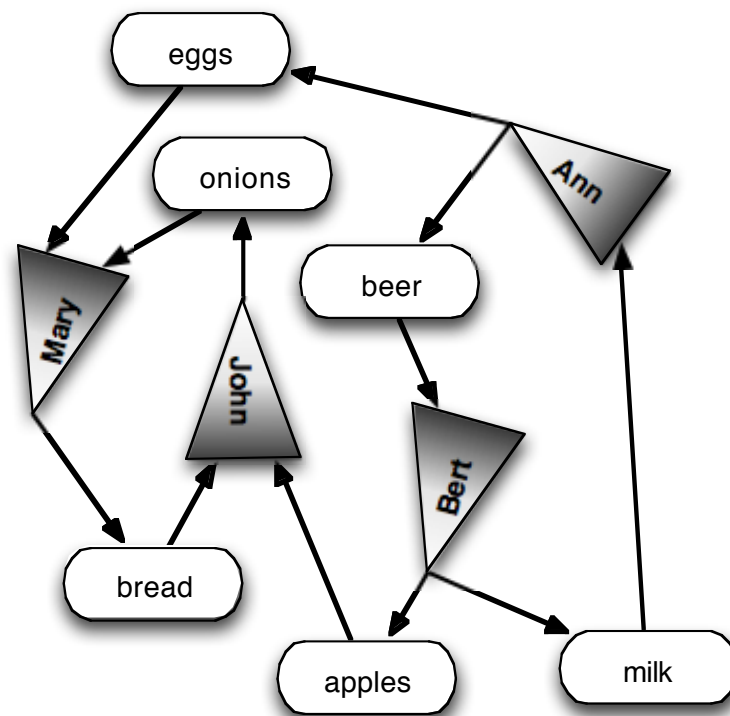 eggs
onions
Ann
beer
Mary
John
Bert
bread
apples
milk